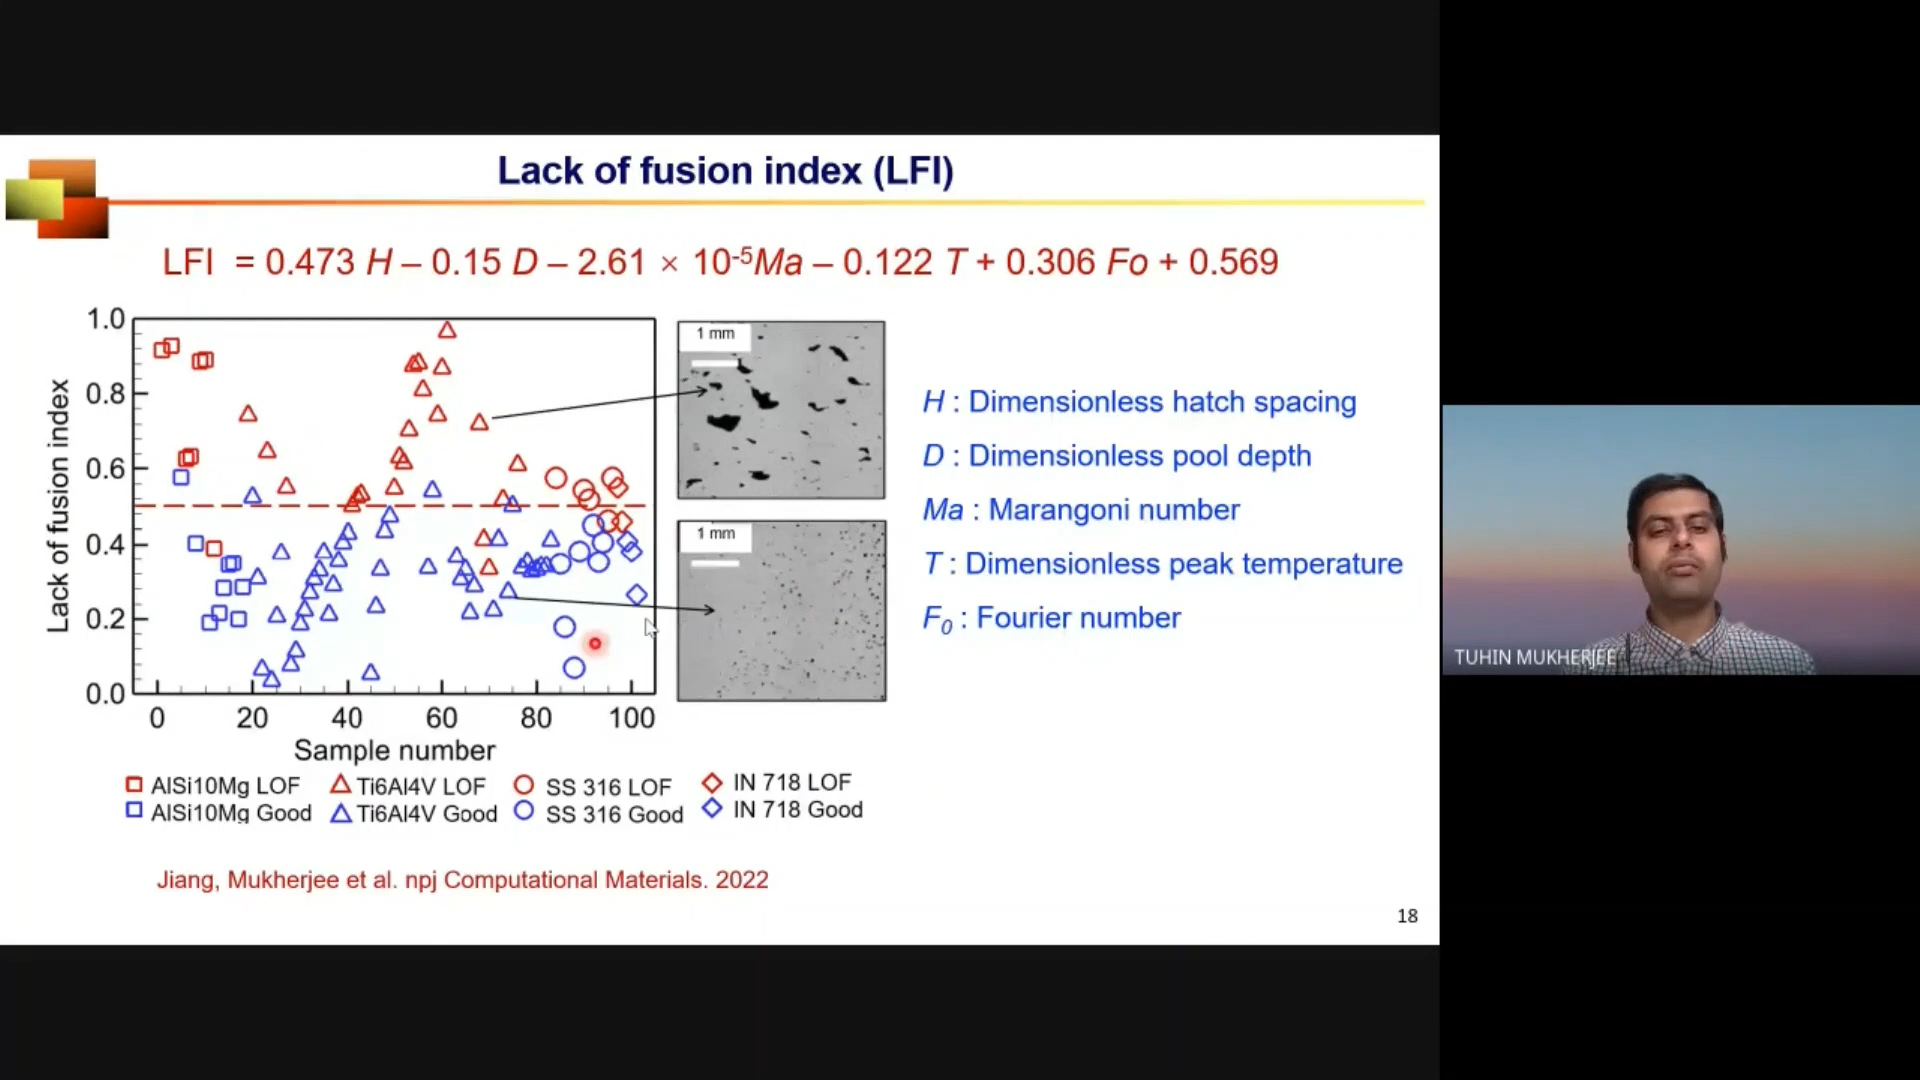 Lack of fusion index (LFI)
LFI = 0.473 H – 0.15 D – 2.61 × 10⁻⁵Ma – 0.122 T + 0.306 Fo + 0.569
1.0
0.8
0.6
0.4
0.2
0.0
Lack of fusion index
0 20 40 60 80 100
Sample number
1 mm
1 mm
H : Dimensionless hatch spacing
D : Dimensionless pool depth
Ma : Marangoni number
T : Dimensionless peak temperature
F₀ : Fourier number
AlSi10Mg LOF Ti6Al4V LOF SS 316 LOF IN 718 LOF
AlSi10Mg Good Ti6Al4V Good SS 316 Good IN 718 Good
Jiang, Mukherjee et al. npj Computational Materials. 2022
18
TUHIN MUKHERJEE